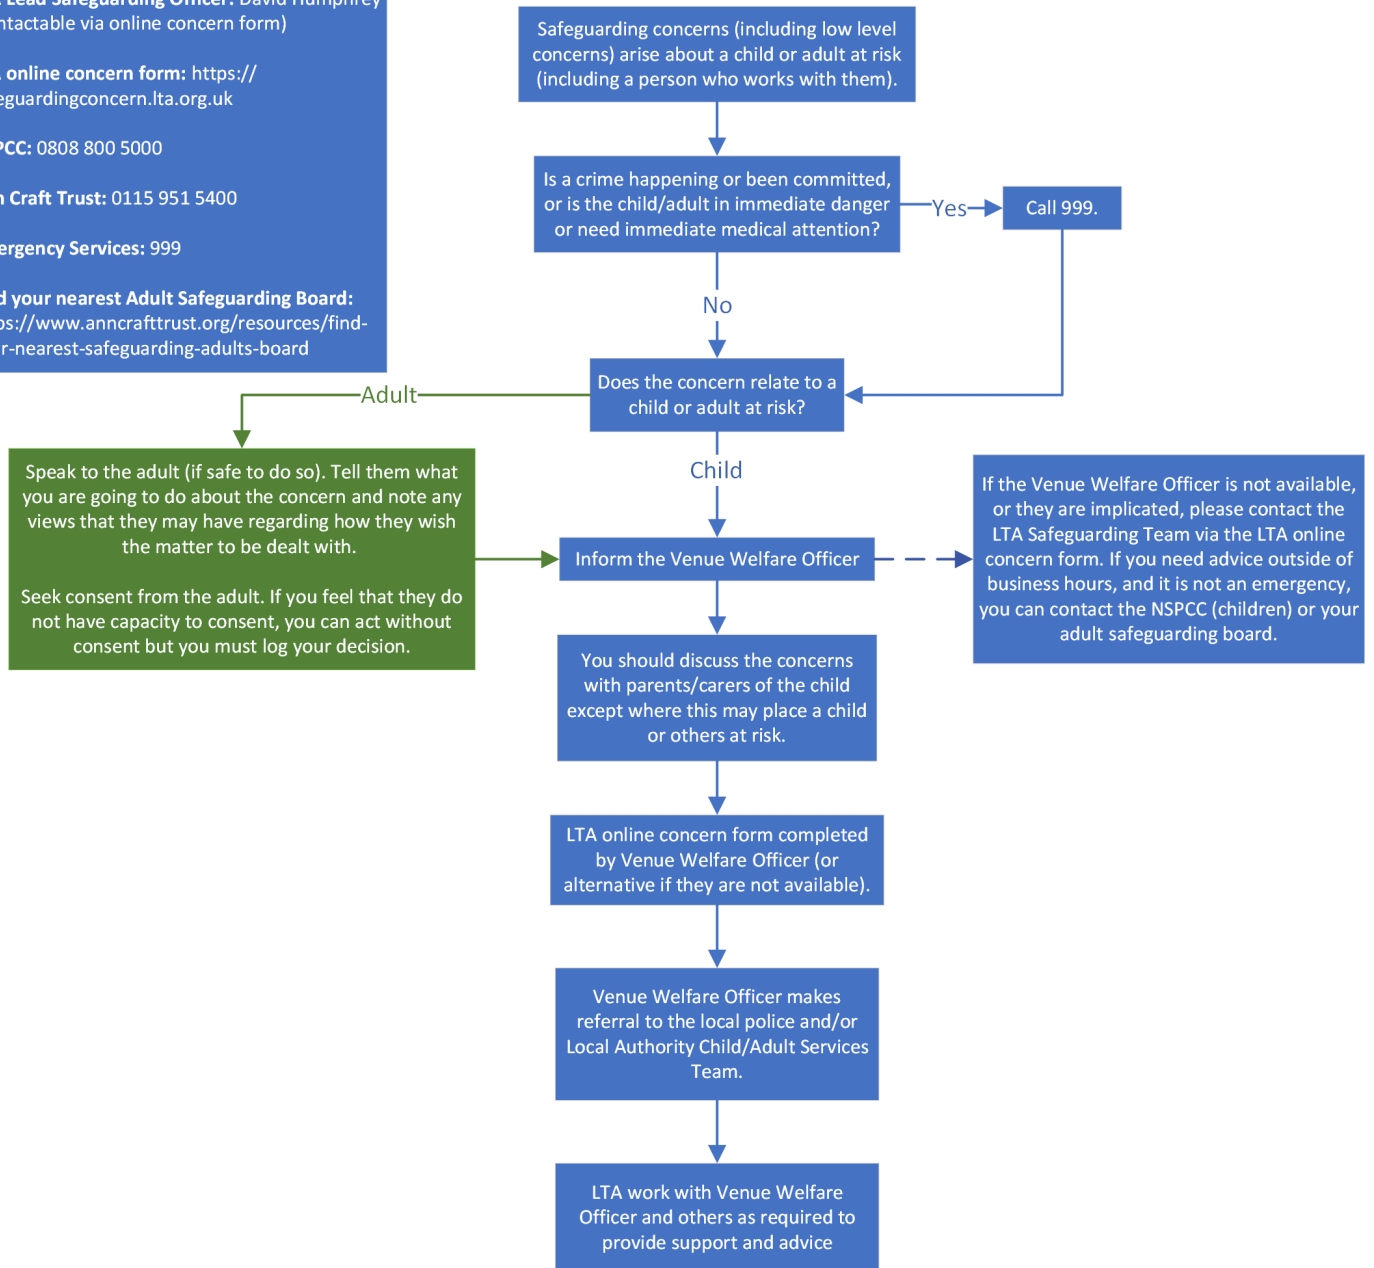 Lead Safeguarding Officer: David Humphrey
ntactable via online concern form)
online concern form: https://
eguardingconcern.lta.org.uk
PCC: 0808 800 5000
n Craft Trust: 0115 951 5400
ergency Services: 999
d your nearest Adult Safeguarding Board:
ps://www.anncrafttrust.org/resources/find-
r-nearest-safeguarding-adults-board
Safeguarding concerns (including low level
concerns) arise about a child or adult at risk
(including a person who works with them).
Is a crime happening or been committed,
or is the child/adult in immediate danger
or need immediate medical attention?
Yes
Call 999.
No
Does the concern relate to a
child or adult at risk?
Adult
Child
Speak to the adult (if safe to do so). Tell them what
you are going to do about the concern and note any
views that they may have regarding how they wish
the matter to be dealt with.
Seek consent from the adult. If you feel that they do
not have capacity to consent, you can act without
consent but you must log your decision.
Inform the Venue Welfare Officer
If the Venue Welfare Officer is not available,
or they are implicated, please contact the
LTA Safeguarding Team via the LTA online
concern form. If you need advice outside of
business hours, and it is not an emergency,
you can contact the NSPCC (children) or your
adult safeguarding board.
You should discuss the concerns
with parents/carers of the child
except where this may place a child
or others at risk.
LTA online concern form completed
by Venue Welfare Officer (or
alternative if they are not available).
Venue Welfare Officer makes
referral to the local police and/or
Local Authority Child/Adult Services
Team.
LTA work with Venue Welfare
Officer and others as required to
provide support and advice